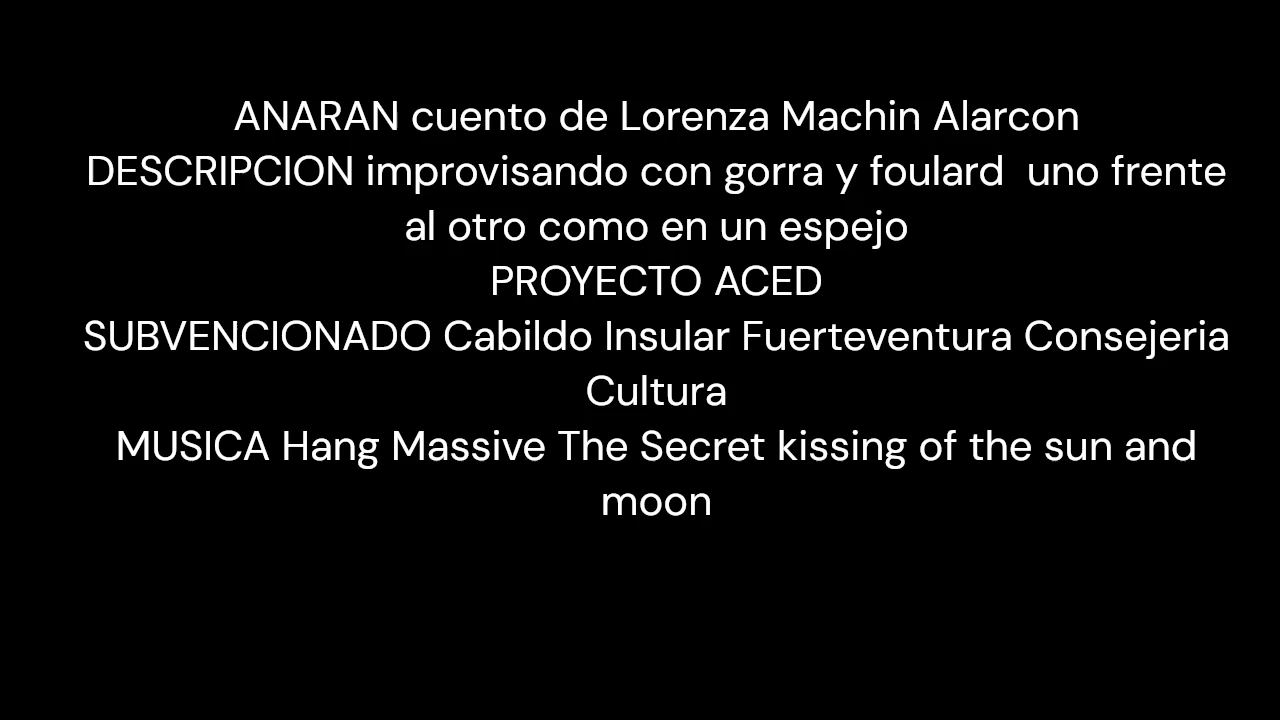 ANARAN cuento de Lorenza Machin Alarcon
DESCRIPCION improvisando con gorra y foulard  uno frente
al otro como en un espejo
PROYECTO ACED
SUBVENCIONADO Cabildo Insular Fuerteventura Consejeria
Cultura
MUSICA Hang Massive The Secret kissing of the sun and
moon